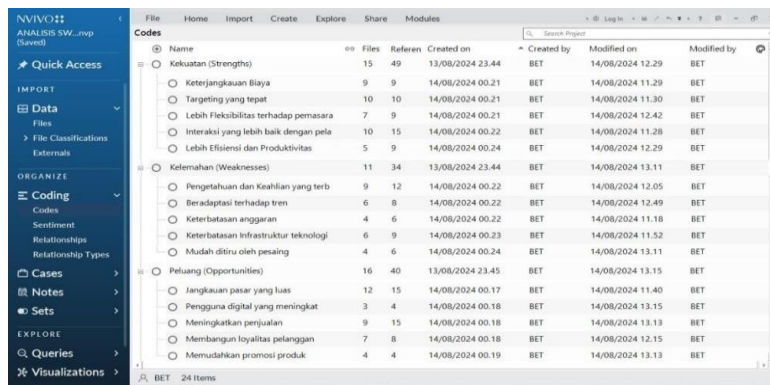 NVIVO
File Home Import Create Explore Share Modules Log In ?
ANALISIS SW...nvp
(Saved)
Codes Search Project
Quick Access
Name Files Referen Created on Created by Modified on Modified by
Kekuatan (Strengths) 15 49 13/08/2024 23.44 BET 14/08/2024 12.29 BET
IMPORT
Keterjangkauan Biaya 9 9 14/08/2024 00.21 BET 14/08/2024 11.29 BET
Data
Targeting yang tepat 10 10 14/08/2024 00.21 BET 14/08/2024 11.30 BET
Files
Lebih Fleksibilitas terhadap pemasara 7 9 14/08/2024 00.21 BET 14/08/2024 12.42 BET
File Classifications
Interaksi yang lebih baik dengan pela 10 15 14/08/2024 00.22 BET 14/08/2024 11.28 BET
Externals
Lebih Efisiensi dan Produktivitas 5 9 14/08/2024 00.24 BET 14/08/2024 12.29 BET
ORGANIZE
Kelemahan (Weaknesses) 11 34 13/08/2024 23.44 BET 14/08/2024 13.11 BET
Coding
Pengetahuan dan Keahlian yang terb 9 12 14/08/2024 00.22 BET 14/08/2024 12.05 BET
Codes
Beradaptasi terhadap tren 6 8 14/08/2024 00.22 BET 14/08/2024 12.49 BET
Sentiment
Keterbatasan anggaran 4 6 14/08/2024 00.22 BET 14/08/2024 11.18 BET
Relationships
Keterbatasan Infrastruktur teknologi 6 9 14/08/2024 00.23 BET 14/08/2024 11.52 BET
Relationship Types
Mudah ditiru oleh pesaing 4 6 14/08/2024 00.24 BET 14/08/2024 13.11 BET
Cases
Peluang (Opportunities) 16 40 13/08/2024 23.45 BET 14/08/2024 13.15 BET
Notes
Jangkauan pasar yang luas 12 15 14/08/2024 00.17 BET 14/08/2024 11.40 BET
Sets
Pengguna digital yang meningkat 3 4 14/08/2024 00.18 BET 14/08/2024 13.15 BET
EXPLORE
Meningkatkan penjualan 9 15 14/08/2024 00.18 BET 14/08/2024 13.13 BET
Queries
Membangun loyalitas pelanggan 7 8 14/08/2024 00.18 BET 14/08/2024 12.15 BET
Visualizations
Memudahkan promosi produk 4 4 14/08/2024 00.19 BET 14/08/2024 13.13 BET
BET 24 Items